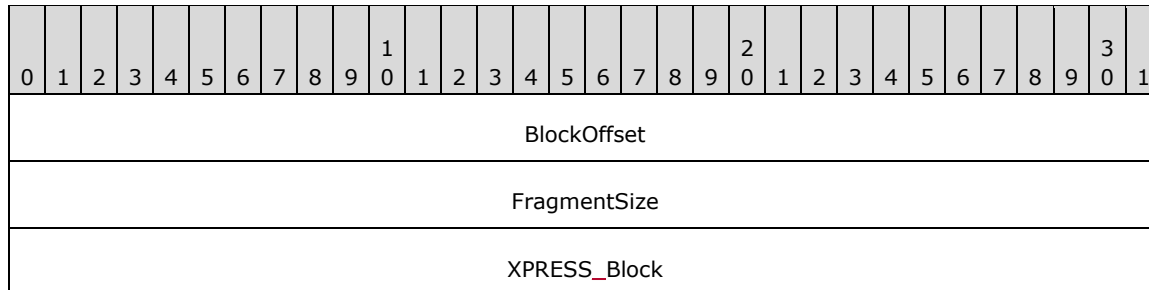 1 2 3
0 1 2 3 4 5 6 7 8 9 0 1 2 3 4 5 6 7 8 9 0 1 2 3 4 5 6 7 8 9 0 1
BlockOffset
FragmentSize
XPRESS_Block